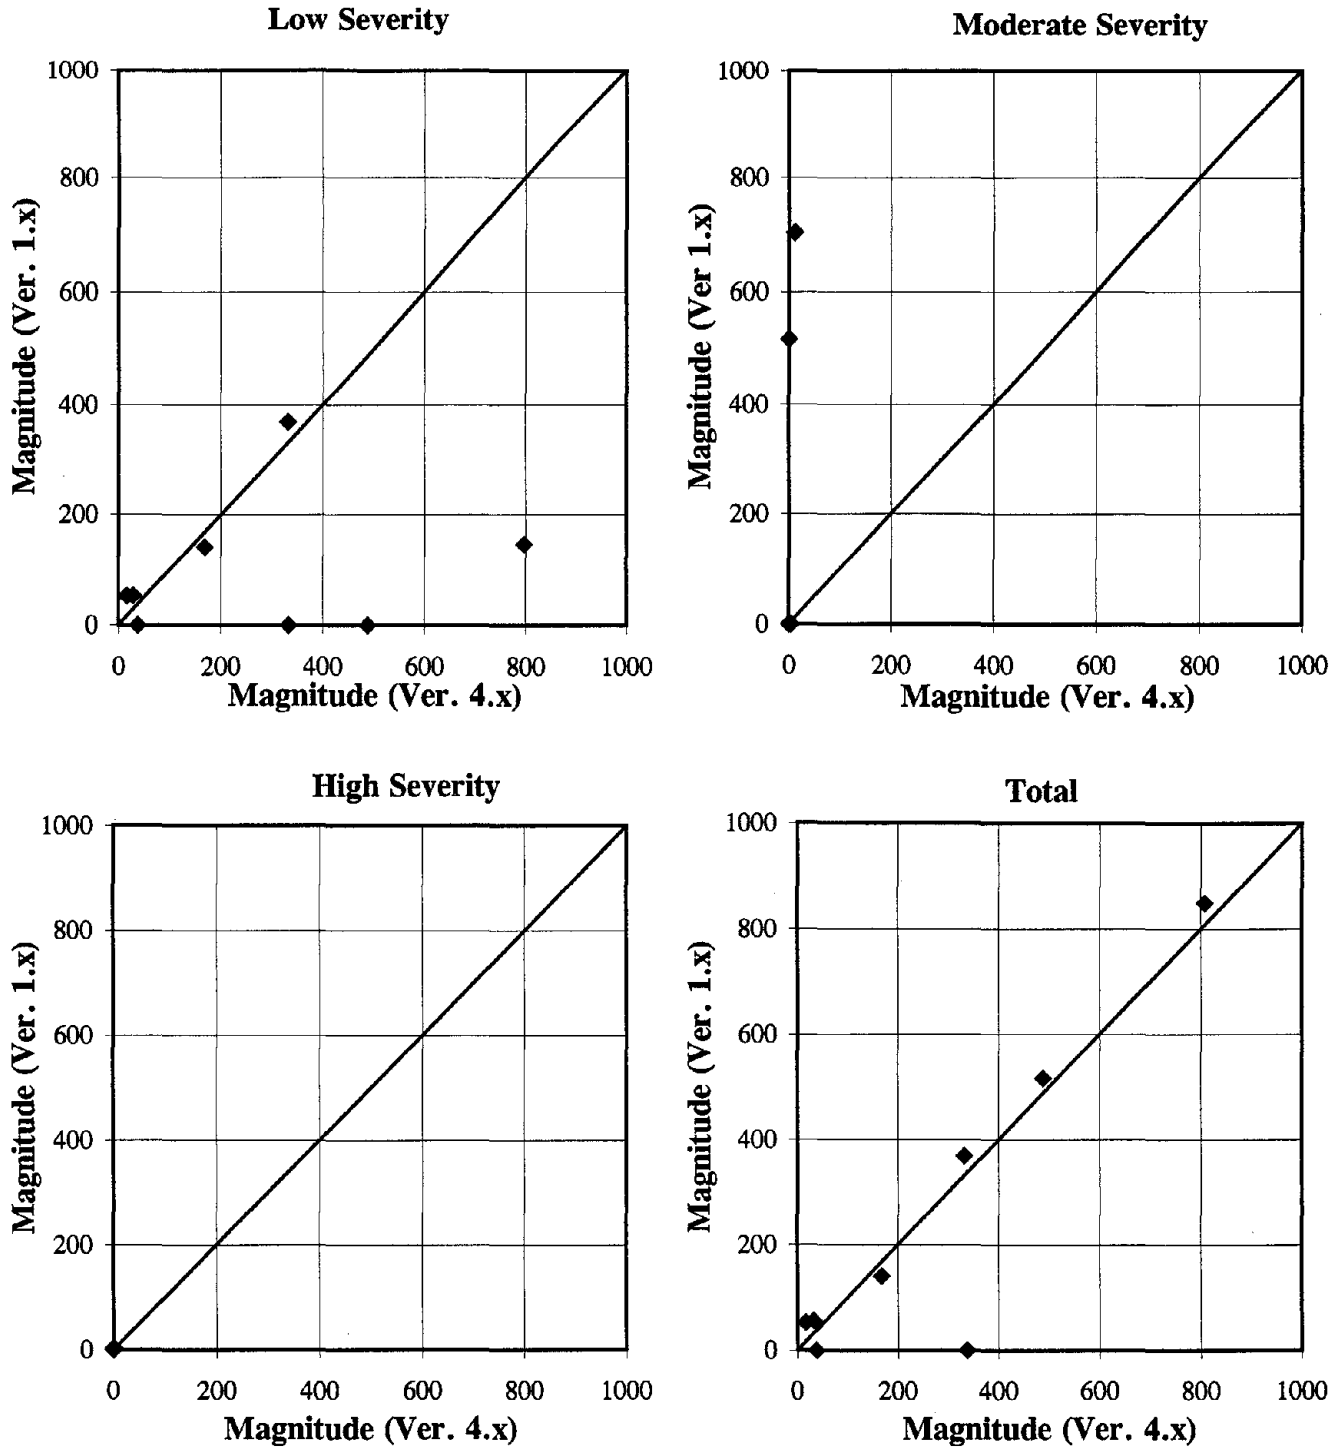 Low Severity
1000
800
600
400
200
0
0 200 400 600 800 1000
Magnitude (Ver. 1.x)
Magnitude (Ver. 4.x)
Moderate Severity
1000
800
600
400
200
0
0 200 400 600 800 1000
Magnitude (Ver 1.x)
Magnitude (Ver. 4.x)
High Severity
1000
800
600
400
200
0
0 200 400 600 800 1000
Magnitude (Ver. 1.x)
Magnitude (Ver. 4.x)
Total
1000
800
600
400
200
0
0 200 400 600 800 1000
Magnitude (Ver. 1.x)
Magnitude (Ver. 4.x)